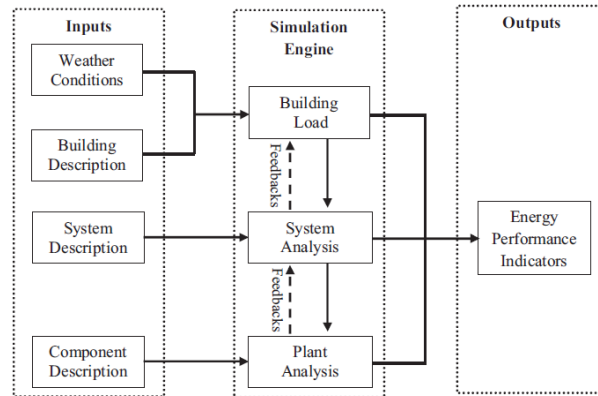 Inputs
Weather
Conditions
Building
Description
System
Description
Component
Description
Simulation
Engine
Building
Load
Feedbacks
System
Analysis
Feedbacks
Plant
Analysis
Outputs
Energy
Performance
Indicators